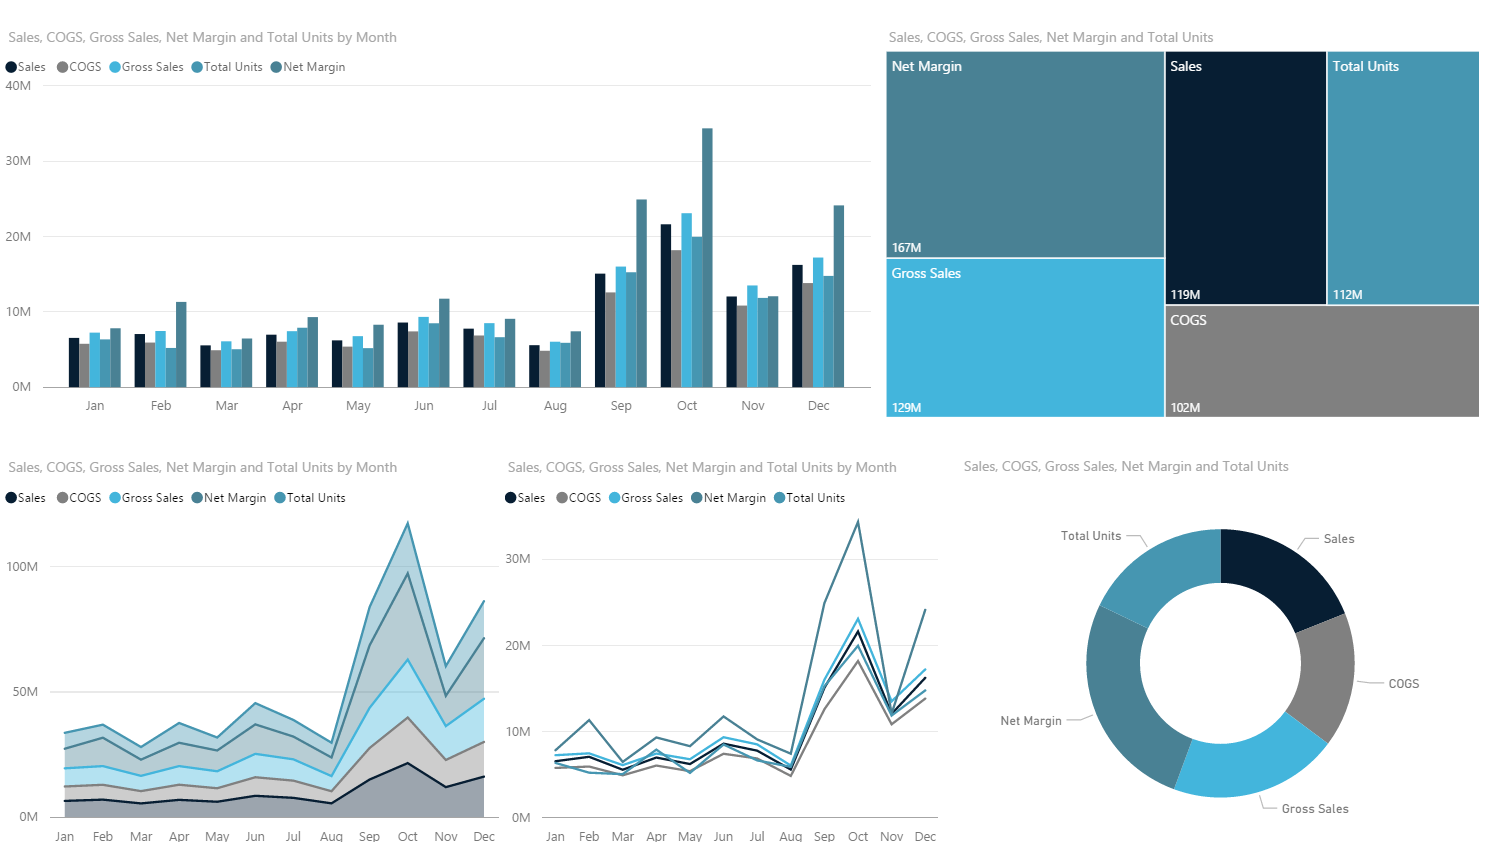 Sales, COGS, Gross Sales, Net Margin and Total Units by Month
Sales COGS Gross Sales Total Units Net Margin
40M
30M
20M
10M
0M
Jan Feb Mar Apr May Jun Jul Aug Sep Oct Nov Dec
Sales, COGS, Gross Sales, Net Margin and Total Units
Net Margin
167M
Gross Sales
129M
Sales
119M
Total Units
112M
COGS
102M
Sales, COGS, Gross Sales, Net Margin and Total Units by Month
Sales COGS Gross Sales Net Margin Total Units
100M
50M
0M
Jan Feb Mar Apr May Jun Jul Aug Sep Oct Nov Dec
Sales, COGS, Gross Sales, Net Margin and Total Units by Month
Sales COGS Gross Sales Net Margin Total Units
30M
20M
10M
0M
Jan Feb Mar Apr May Jun Jul Aug Sep Oct Nov Dec
Sales, COGS, Gross Sales, Net Margin and Total Units
Total Units
Sales
COGS
Net Margin
Gross Sales